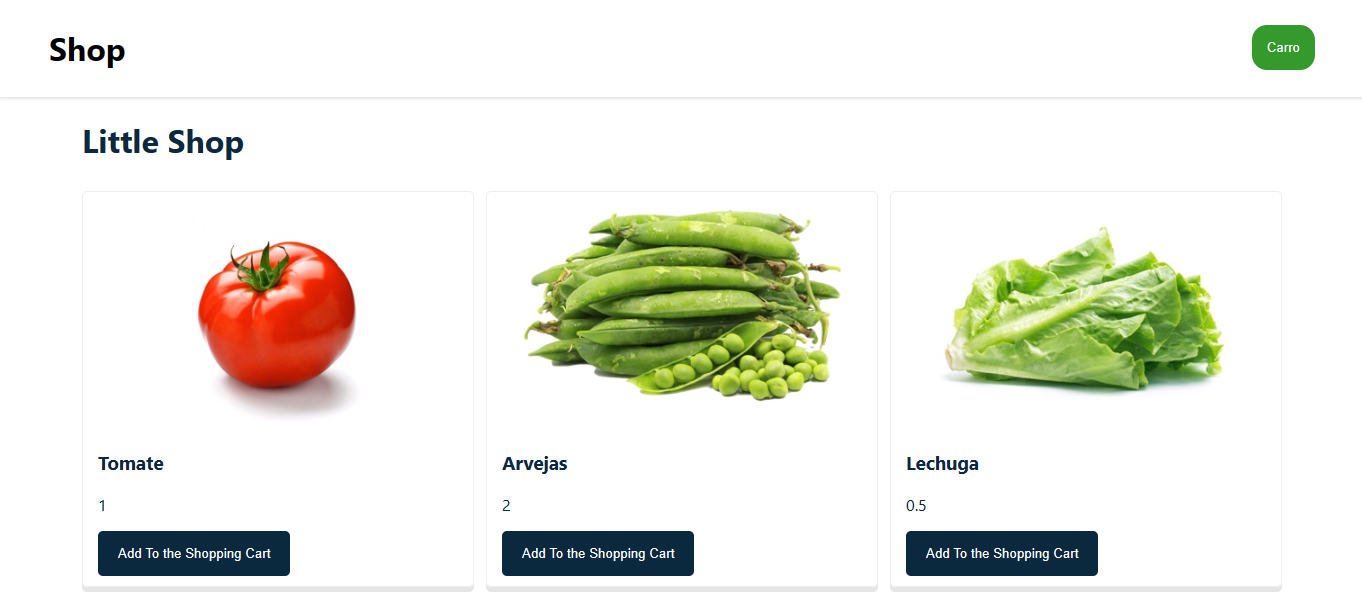 Shop
Carro
Little Shop
Tomate
1
Add To the Shopping Cart
Arvejas
2
Add To the Shopping Cart
Lechuga
0.5
Add To the Shopping Cart